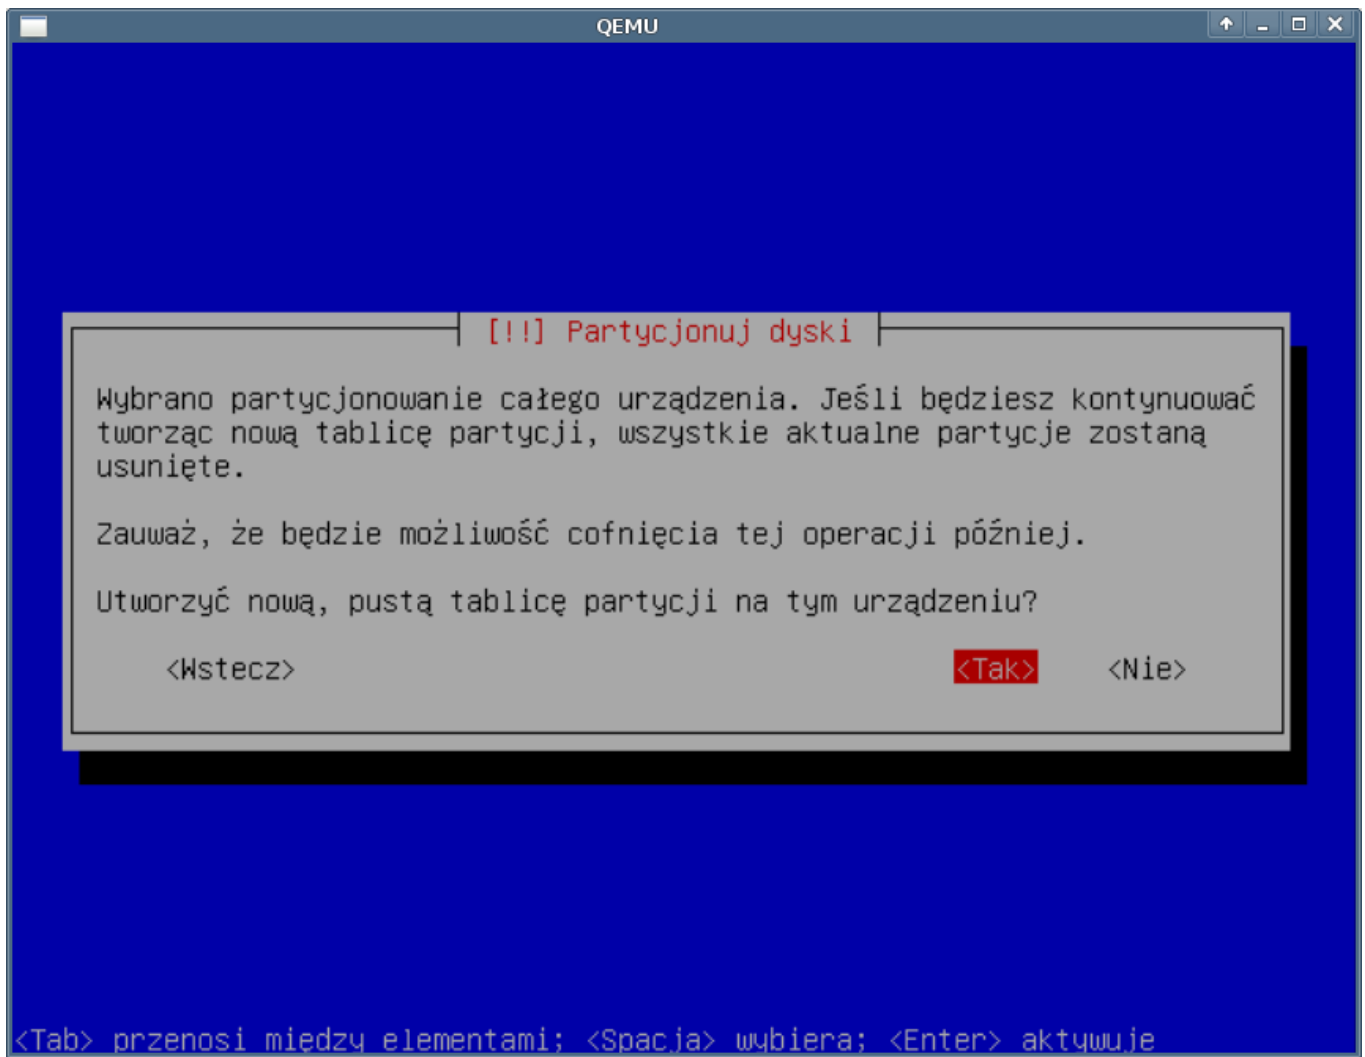 QEMU
[!!] Partycjonuj dyski
Wybrano partycjonowanie całego urządzenia. Jeśli będziesz kontynuować
tworząc nową tablicę partycji, wszystkie aktualne partycje zostaną
usunięte.
Zauważ, że będzie możliwość cofnięcia tej operacji później.
Utworzyć nową, pustą tablicę partycji na tym urządzeniu?
<Wstecz> <Tak> <Nie>
<Tab> przenosi między elementami; <Spacja> wybiera; <Enter> aktywuje